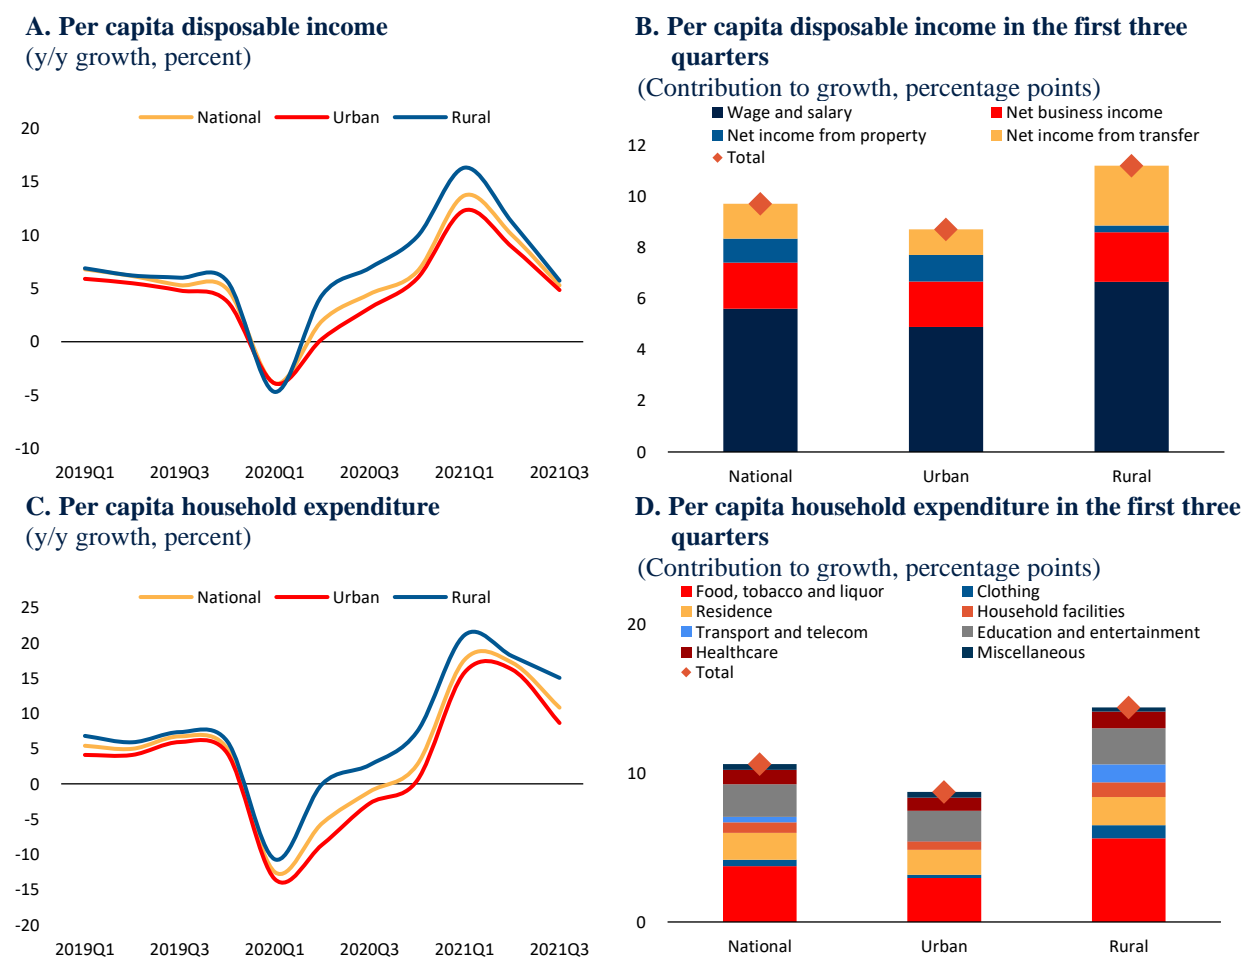 A. Per capita disposable income
(y/y growth, percent)
National Urban Rural
20
15
10
5
0
-5
-10
2019Q1 2019Q3 2020Q1 2020Q3 2021Q1 2021Q3
B. Per capita disposable income in the first three
quarters
(Contribution to growth, percentage points)
Wage and salary Net business income
Net income from property Net income from transfer
Total
12
10
8
6
4
2
0
National Urban Rural
C. Per capita household expenditure
(y/y growth, percent)
National Urban Rural
25
20
15
10
5
0
-5
-10
-15
-20
2019Q1 2019Q3 2020Q1 2020Q3 2021Q1 2021Q3
D. Per capita household expenditure in the first three
quarters
(Contribution to growth, percentage points)
Food, tobacco and liquor Clothing
Residence Household facilities
Transport and telecom Education and entertainment
Healthcare Miscellaneous
Total
20
10
0
National Urban Rural